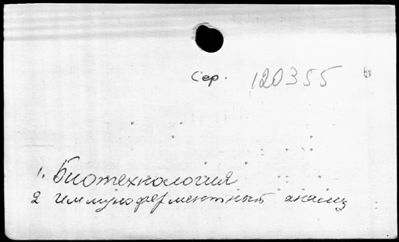 Сер. 120355
1. Биотехнология
2 Иммуноферментный анализ